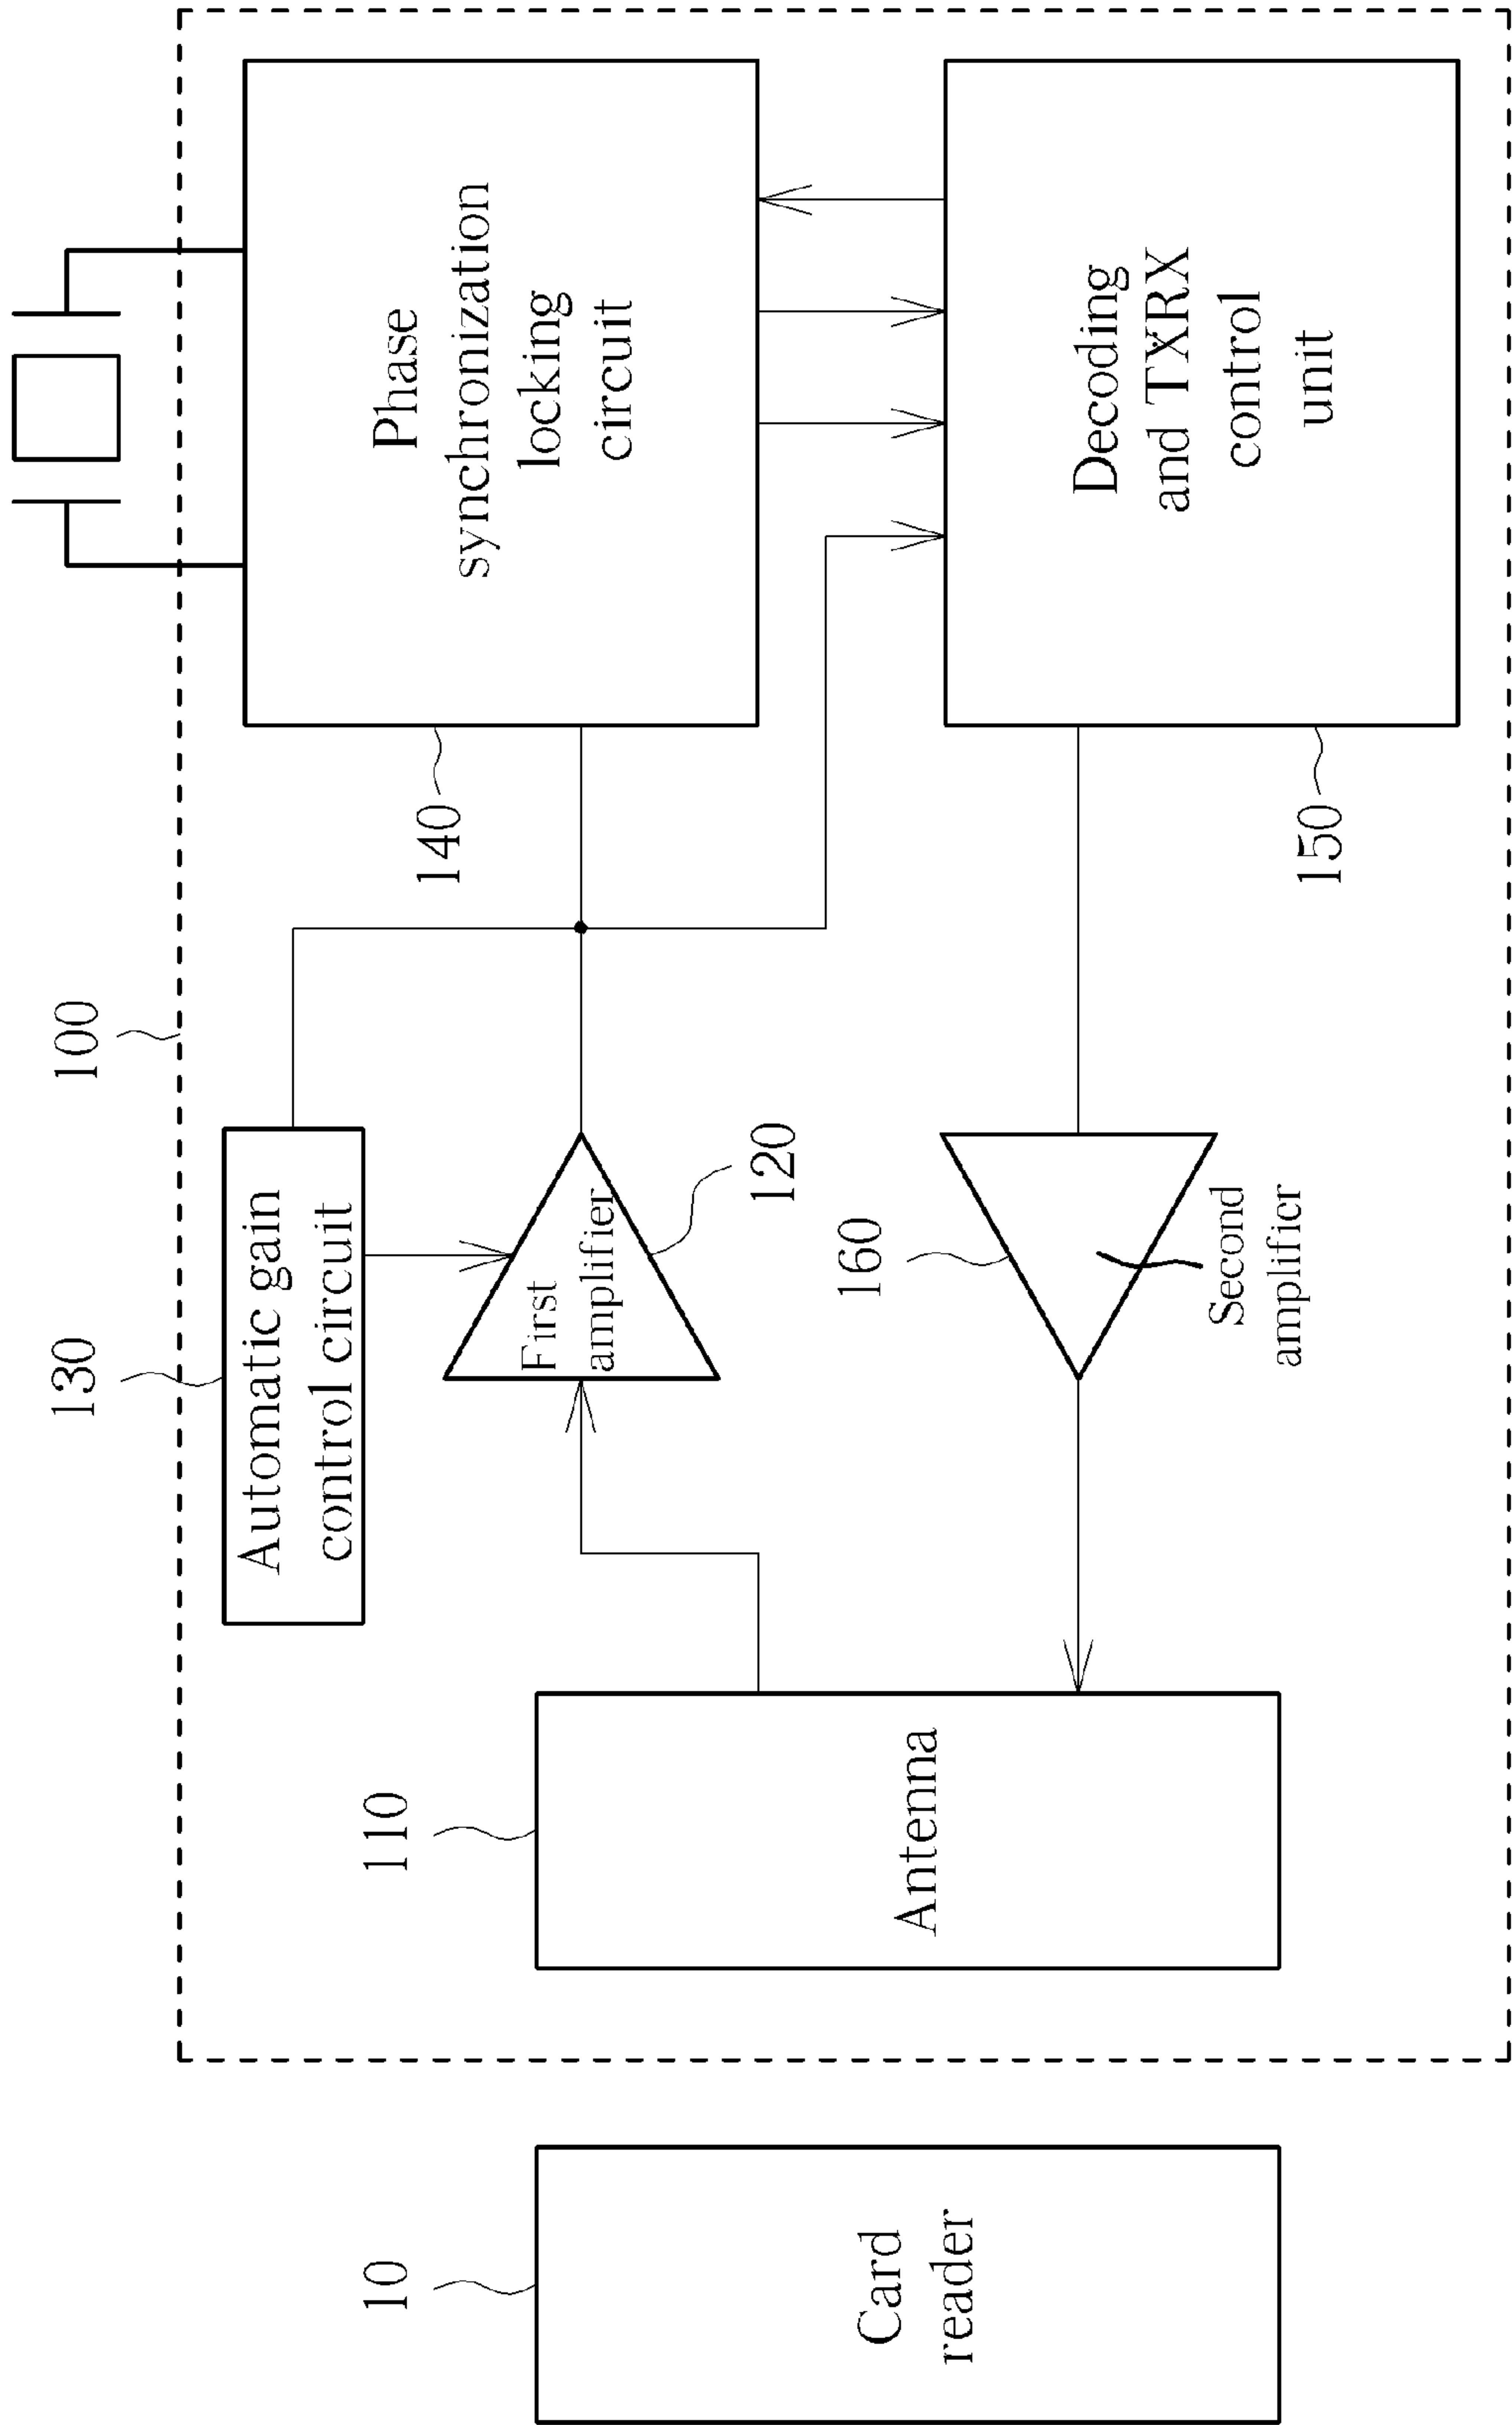 10
Card
reader
100
110
Antenna
130
Automatic gain
control circuit
First
amplifier
120
140
Phase
synchronization
locking
circuit
160
Second
amplifier
150
Decoding
and TXRX
control
unit